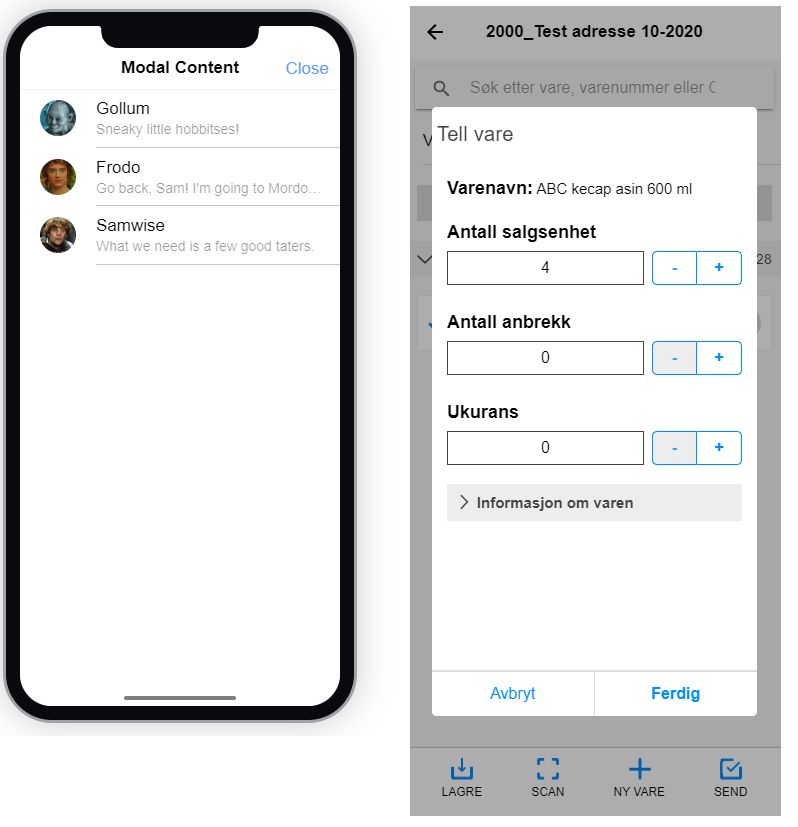 Modal Content
Close
Gollum
Sneaky little hobbitses!
Frodo
Go back, Sam! I'm going to Mordo…
Samwise
What we need is a few good taters.
2000_Test adresse 10-2020
Søk etter vare, varenummer eller
V
Tell vare
Varenavn: ABC kecap asin 600 ml
Antall salgsenhet
4
- +
28
Antall anbrekk
0
- +
Ukurans
0
- +
Informasjon om varen
Avbryt
Ferdig
LAGRE
SCAN
NY VARE
SEND